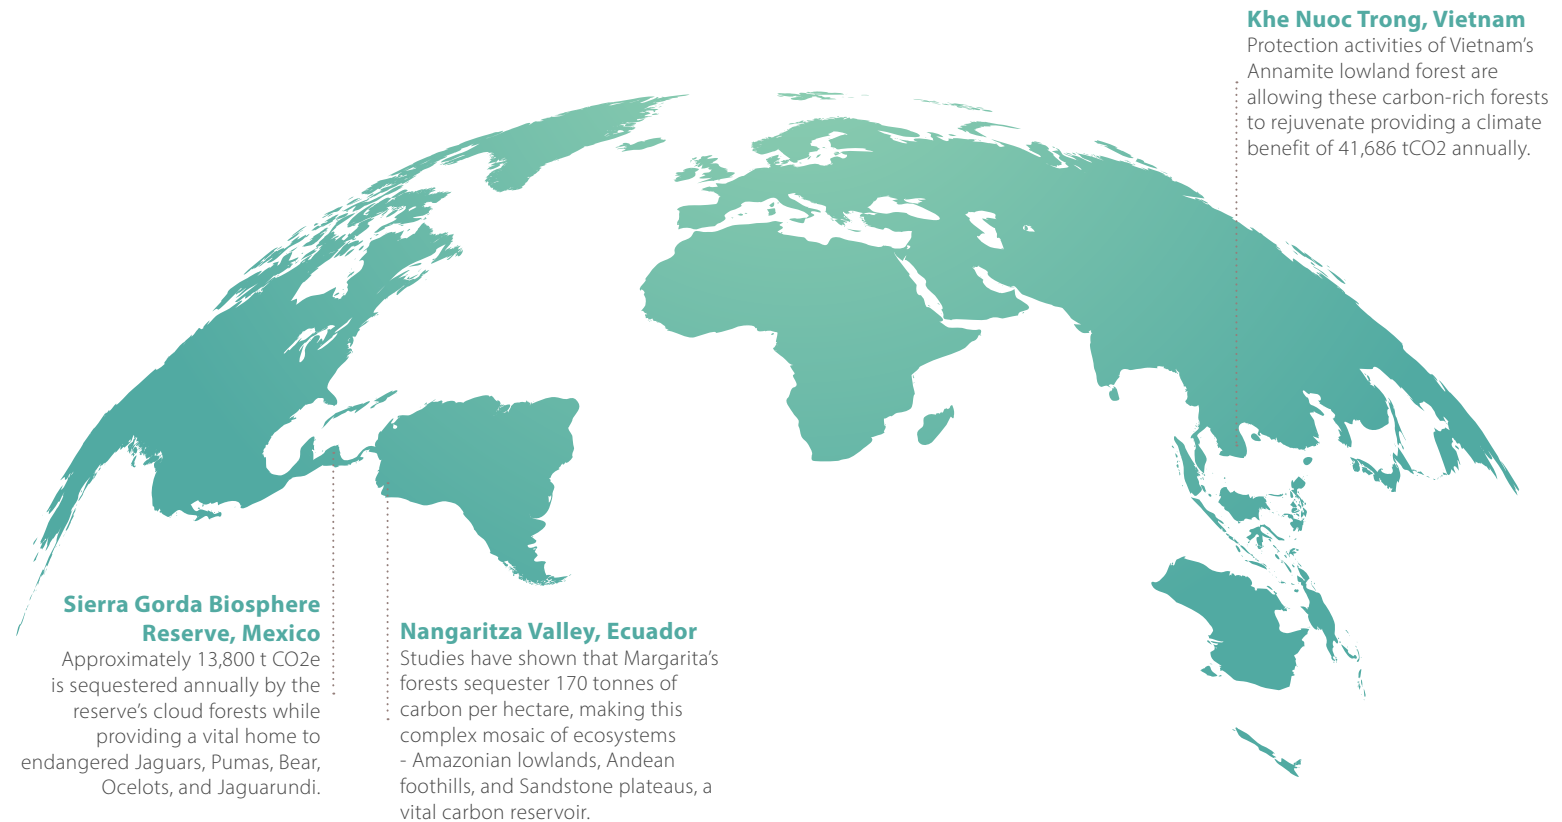 Khe Nuoc Trong, Vietnam
Protection activities of Vietnam’s
Annamite lowland forest are
allowing these carbon-rich forests
to rejuvenate providing a climate
benefit of 41,686 tCO2 annually.
Sierra Gorda Biosphere
Reserve, Mexico
Approximately 13,800 t CO2e
is sequestered annually by the
reserve’s cloud forests while
providing a vital home to
endangered Jaguars, Pumas, Bear,
Ocelots, and Jaguarundi.
Nangaritza Valley, Ecuador
Studies have shown that Margarita’s
forests sequester 170 tonnes of
carbon per hectare, making this
complex mosaic of ecosystems
- Amazonian lowlands, Andean
foothills, and Sandstone plateaus, a
vital carbon reservoir.